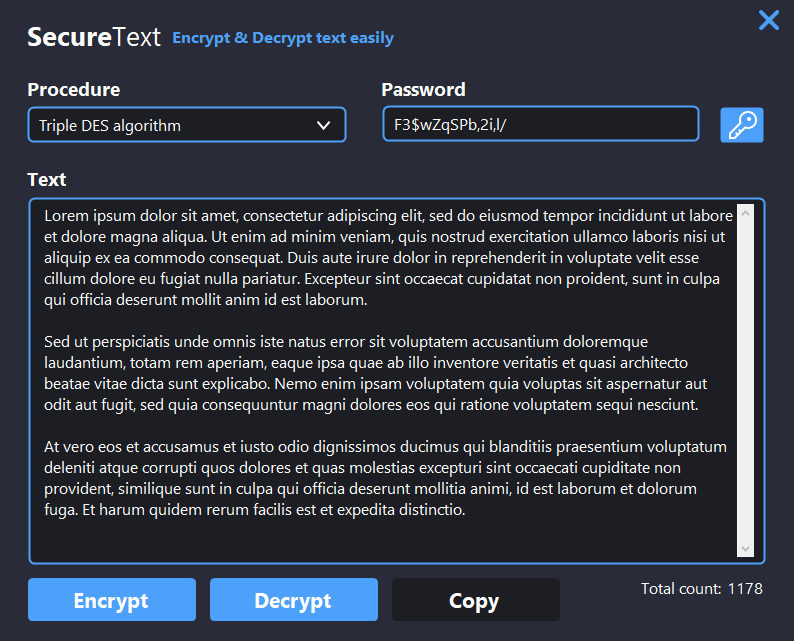 SecureText Encrypt & Decrypt text easily
Procedure
Password
Triple DES algorithm
F3$wZqSPb,2i,l/
Text
Lorem ipsum dolor sit amet, consectetur adipiscing elit, sed do eiusmod tempor incididunt ut labore
et dolore magna aliqua. Ut enim ad minim veniam, quis nostrud exercitation ullamco laboris nisi ut
aliquip ex ea commodo consequat. Duis aute irure dolor in reprehenderit in voluptate velit esse
cillum dolore eu fugiat nulla pariatur. Excepteur sint occaecat cupidatat non proident, sunt in culpa
qui officia deserunt mollit anim id est laborum.
Sed ut perspiciatis unde omnis iste natus error sit voluptatem accusantium doloremque
laudantium, totam rem aperiam, eaque ipsa quae ab illo inventore veritatis et quasi architecto
beatae vitae dicta sunt explicabo. Nemo enim ipsam voluptatem quia voluptas sit aspernatur aut
odit aut fugit, sed quia consequuntur magni dolores eos qui ratione voluptatem sequi nesciunt.
At vero eos et accusamus et iusto odio dignissimos ducimus qui blanditiis praesentium voluptatum
deleniti atque corrupti quos dolores et quas molestias excepturi sint occaecati cupiditate non
provident, similique sunt in culpa qui officia deserunt mollitia animi, id est laborum et dolorum
fuga. Et harum quidem rerum facilis est et expedita distinctio.
Encrypt
Decrypt
Copy
Total count: 1178